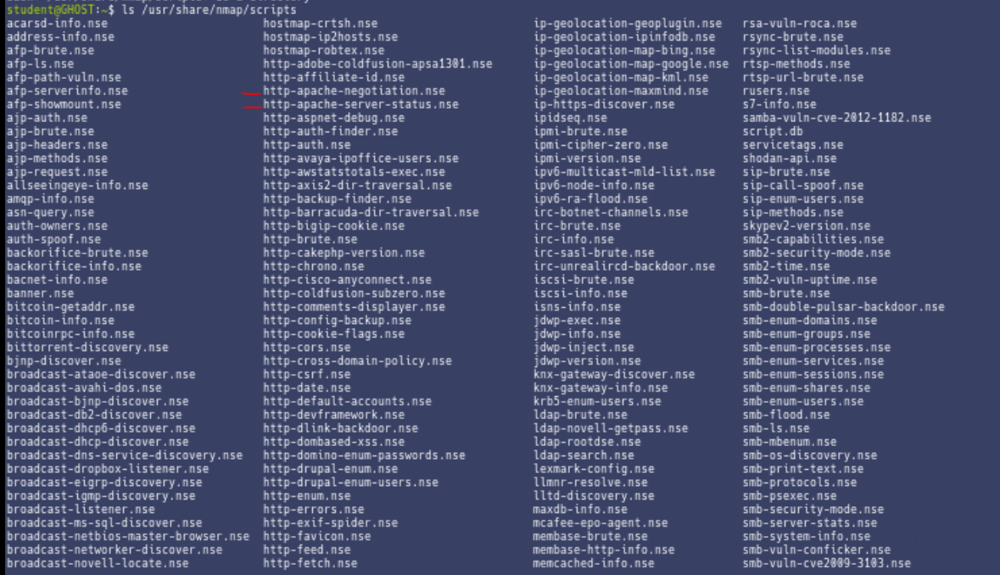 student@GHOST:~$ ls /usr/share/nmap/scripts
acarsd-info.nse hostmap-crtsh.nse ip-geolocation-geoplugin.nse rsa-vuln-roca.nse
address-info.nse hostmap-ip2hosts.nse ip-geolocation-ipinfodb.nse rsync-brute.nse
afp-brute.nse hostmap-robtex.nse ip-geolocation-map-bing.nse rsync-list-modules.nse
afp-ls.nse http-adobe-coldfusion-apsa1301.nse ip-geolocation-map-google.nse rtsp-methods.nse
afp-path-vuln.nse http-affiliate-id.nse ip-geolocation-map-kml.nse rtsp-url-brute.nse
afp-serverinfo.nse http-apache-negotiation.nse ip-geolocation-maxmind.nse rusers.nse
afp-showmount.nse http-apache-server-status.nse ip-https-discover.nse s7-info.nse
ajp-auth.nse http-aspnet-debug.nse ipidseq.nse samba-vuln-cve-2012-1182.nse
ajp-brute.nse http-auth-finder.nse ipmi-brute.nse script.db
ajp-headers.nse http-auth.nse ipmi-cipher-zero.nse servicetags.nse
ajp-methods.nse http-avaya-ipoffice-users.nse ipmi-version.nse shodan-api.nse
ajp-request.nse http-awstatstotals-exec.nse ipv6-multicast-mld-list.nse sip-brute.nse
allseeingeye-info.nse http-axis2-dir-traversal.nse ipv6-node-info.nse sip-call-spoof.nse
amqp-info.nse http-backup-finder.nse ipv6-ra-flood.nse sip-enum-users.nse
asn-query.nse http-barracuda-dir-traversal.nse irc-botnet-channels.nse sip-methods.nse
auth-owners.nse http-bigip-cookie.nse irc-brute.nse skypev2-version.nse
auth-spoof.nse http-brute.nse irc-info.nse smb2-capabilities.nse
backorifice-brute.nse http-cakephp-version.nse irc-sasl-brute.nse smb2-security-mode.nse
backorifice-info.nse http-chrono.nse irc-unrealircd-backdoor.nse smb2-time.nse
bacnet-info.nse http-cisco-anyconnect.nse iscsi-brute.nse smb2-vuln-uptime.nse
banner.nse http-coldfusion-subzero.nse iscsi-info.nse smb-brute.nse
bitcoin-getaddr.nse http-comments-displayer.nse isns-info.nse smb-double-pulsar-backdoor.nse
bitcoin-info.nse http-config-backup.nse jdwp-exec.nse smb-enum-domains.nse
bitcoinrpc-info.nse http-cookie-flags.nse jdwp-info.nse smb-enum-groups.nse
bittorrent-discovery.nse http-cors.nse jdwp-inject.nse smb-enum-processes.nse
bjnp-discover.nse http-cross-domain-policy.nse jdwp-version.nse smb-enum-services.nse
broadcast-ataoe-discover.nse http-csrf.nse knx-gateway-discover.nse smb-enum-sessions.nse
broadcast-avahi-dos.nse http-date.nse knx-gateway-info.nse smb-enum-shares.nse
broadcast-bjnp-discover.nse http-default-accounts.nse krb5-enum-users.nse smb-enum-users.nse
broadcast-db2-discover.nse http-devframework.nse ldap-brute.nse smb-flood.nse
broadcast-dhcp6-discover.nse http-dlink-backdoor.nse ldap-novell-getpass.nse smb-ls.nse
broadcast-dhcp-discover.nse http-dombased-xss.nse ldap-rootdse.nse smb-mbenum.nse
broadcast-dns-service-discovery.nse http-domino-enum-passwords.nse ldap-search.nse smb-os-discovery.nse
broadcast-dropbox-listener.nse http-drupal-enum.nse lexmark-config.nse smb-print-text.nse
broadcast-eigrp-discovery.nse http-drupal-enum-users.nse llmnr-resolve.nse smb-protocols.nse
broadcast-igmp-discovery.nse http-enum.nse lltd-discovery.nse smb-psexec.nse
broadcast-listener.nse http-errors.nse maxdb-info.nse smb-security-mode.nse
broadcast-ms-sql-discover.nse http-exif-spider.nse mcafee-epo-agent.nse smb-server-stats.nse
broadcast-netbios-master-browser.nse http-favicon.nse membase-brute.nse smb-system-info.nse
broadcast-networker-discover.nse http-feed.nse membase-http-info.nse smb-vuln-conficker.nse
broadcast-novell-locate.nse http-fetch.nse memcached-info.nse smb-vuln-cve2009-3103.nse